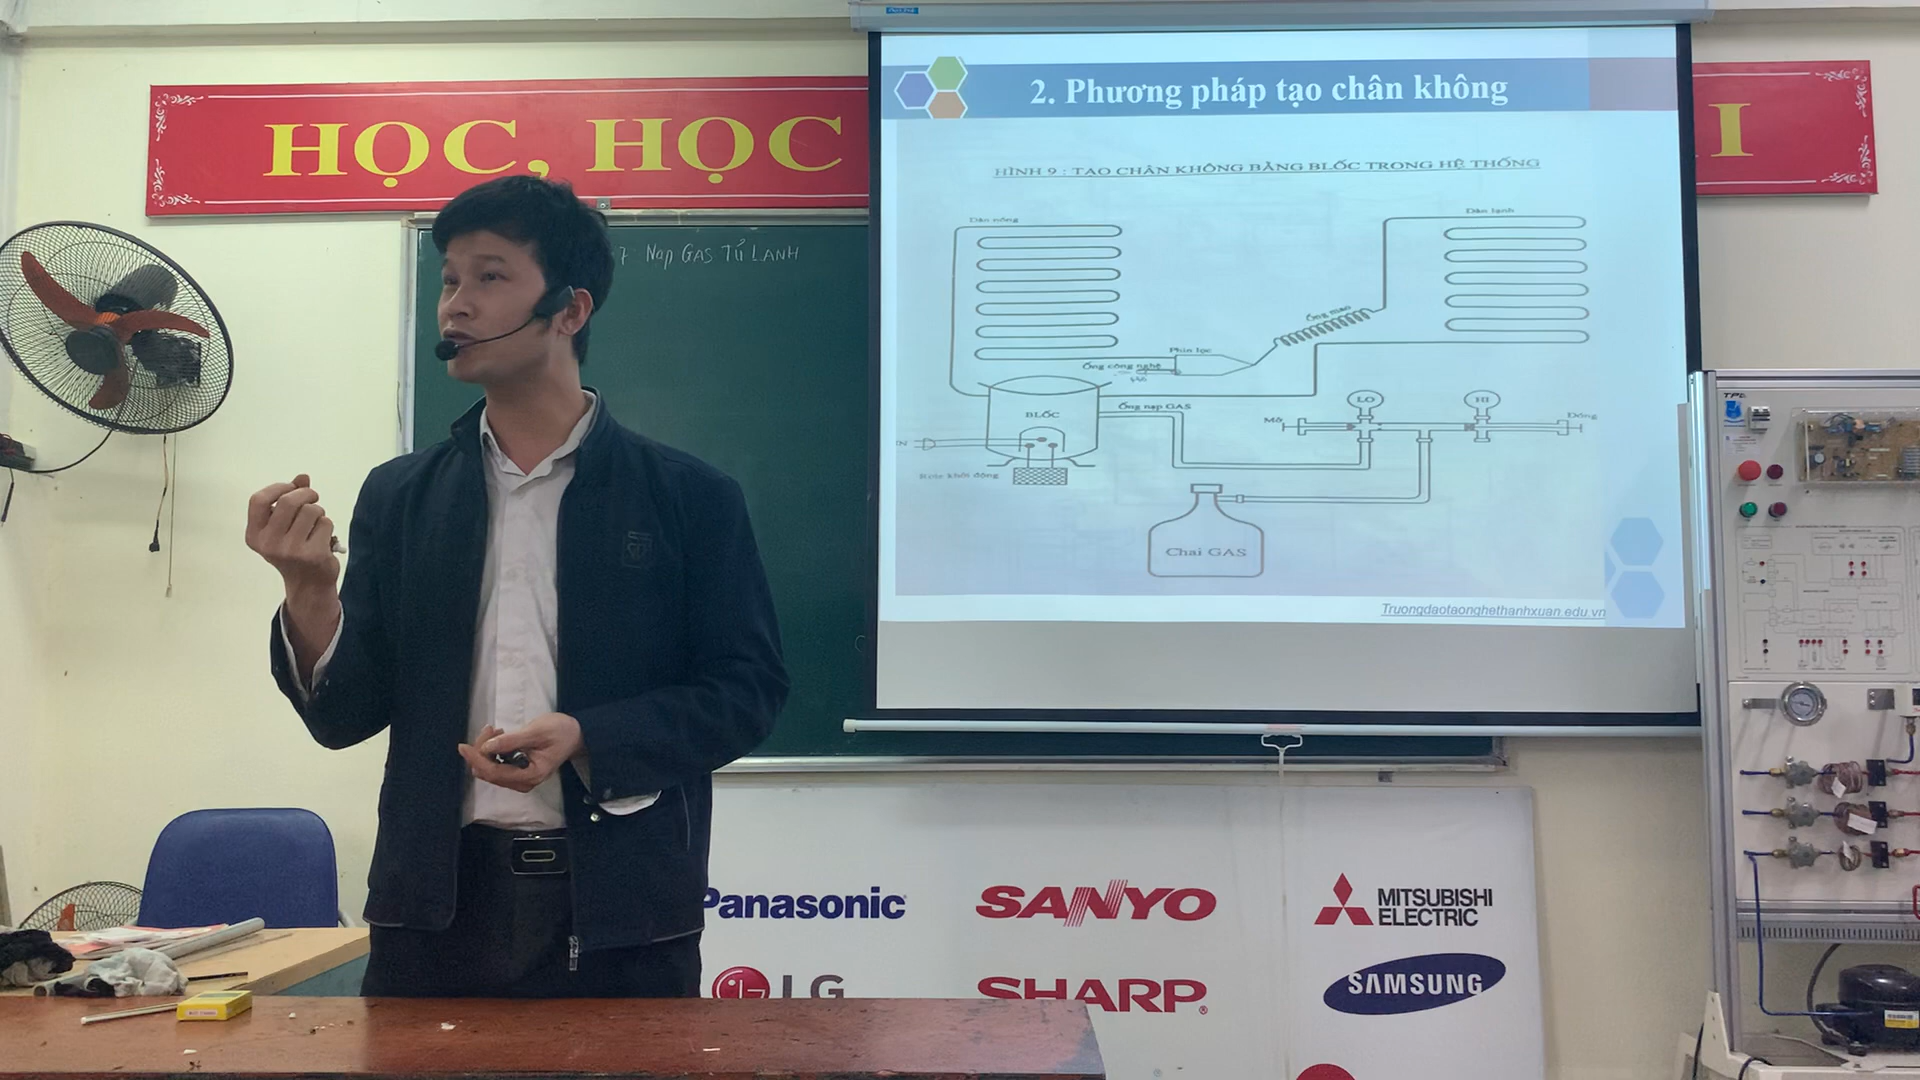 HỌC, HỌC
I
2. Phương pháp tạo chân không
HÌNH 9 : TẠO CHÂN KHÔNG BẰNG BLỐC TRONG HỆ THỐNG
Dàn nóng
Dàn lạnh
Ống mao
Phin lọc
Ống công nghệ
BLỐC
Ống nạp GAS
LO
HI
Mở
Đóng
Rơle khởi động
Chai GAS
Truongdaotaonghethanhxuan.edu.vn
7 Nạp GAS TỦ LẠNH
Panasonic
SANYO
MITSUBISHI
ELECTRIC
LG
SHARP
SAMSUNG